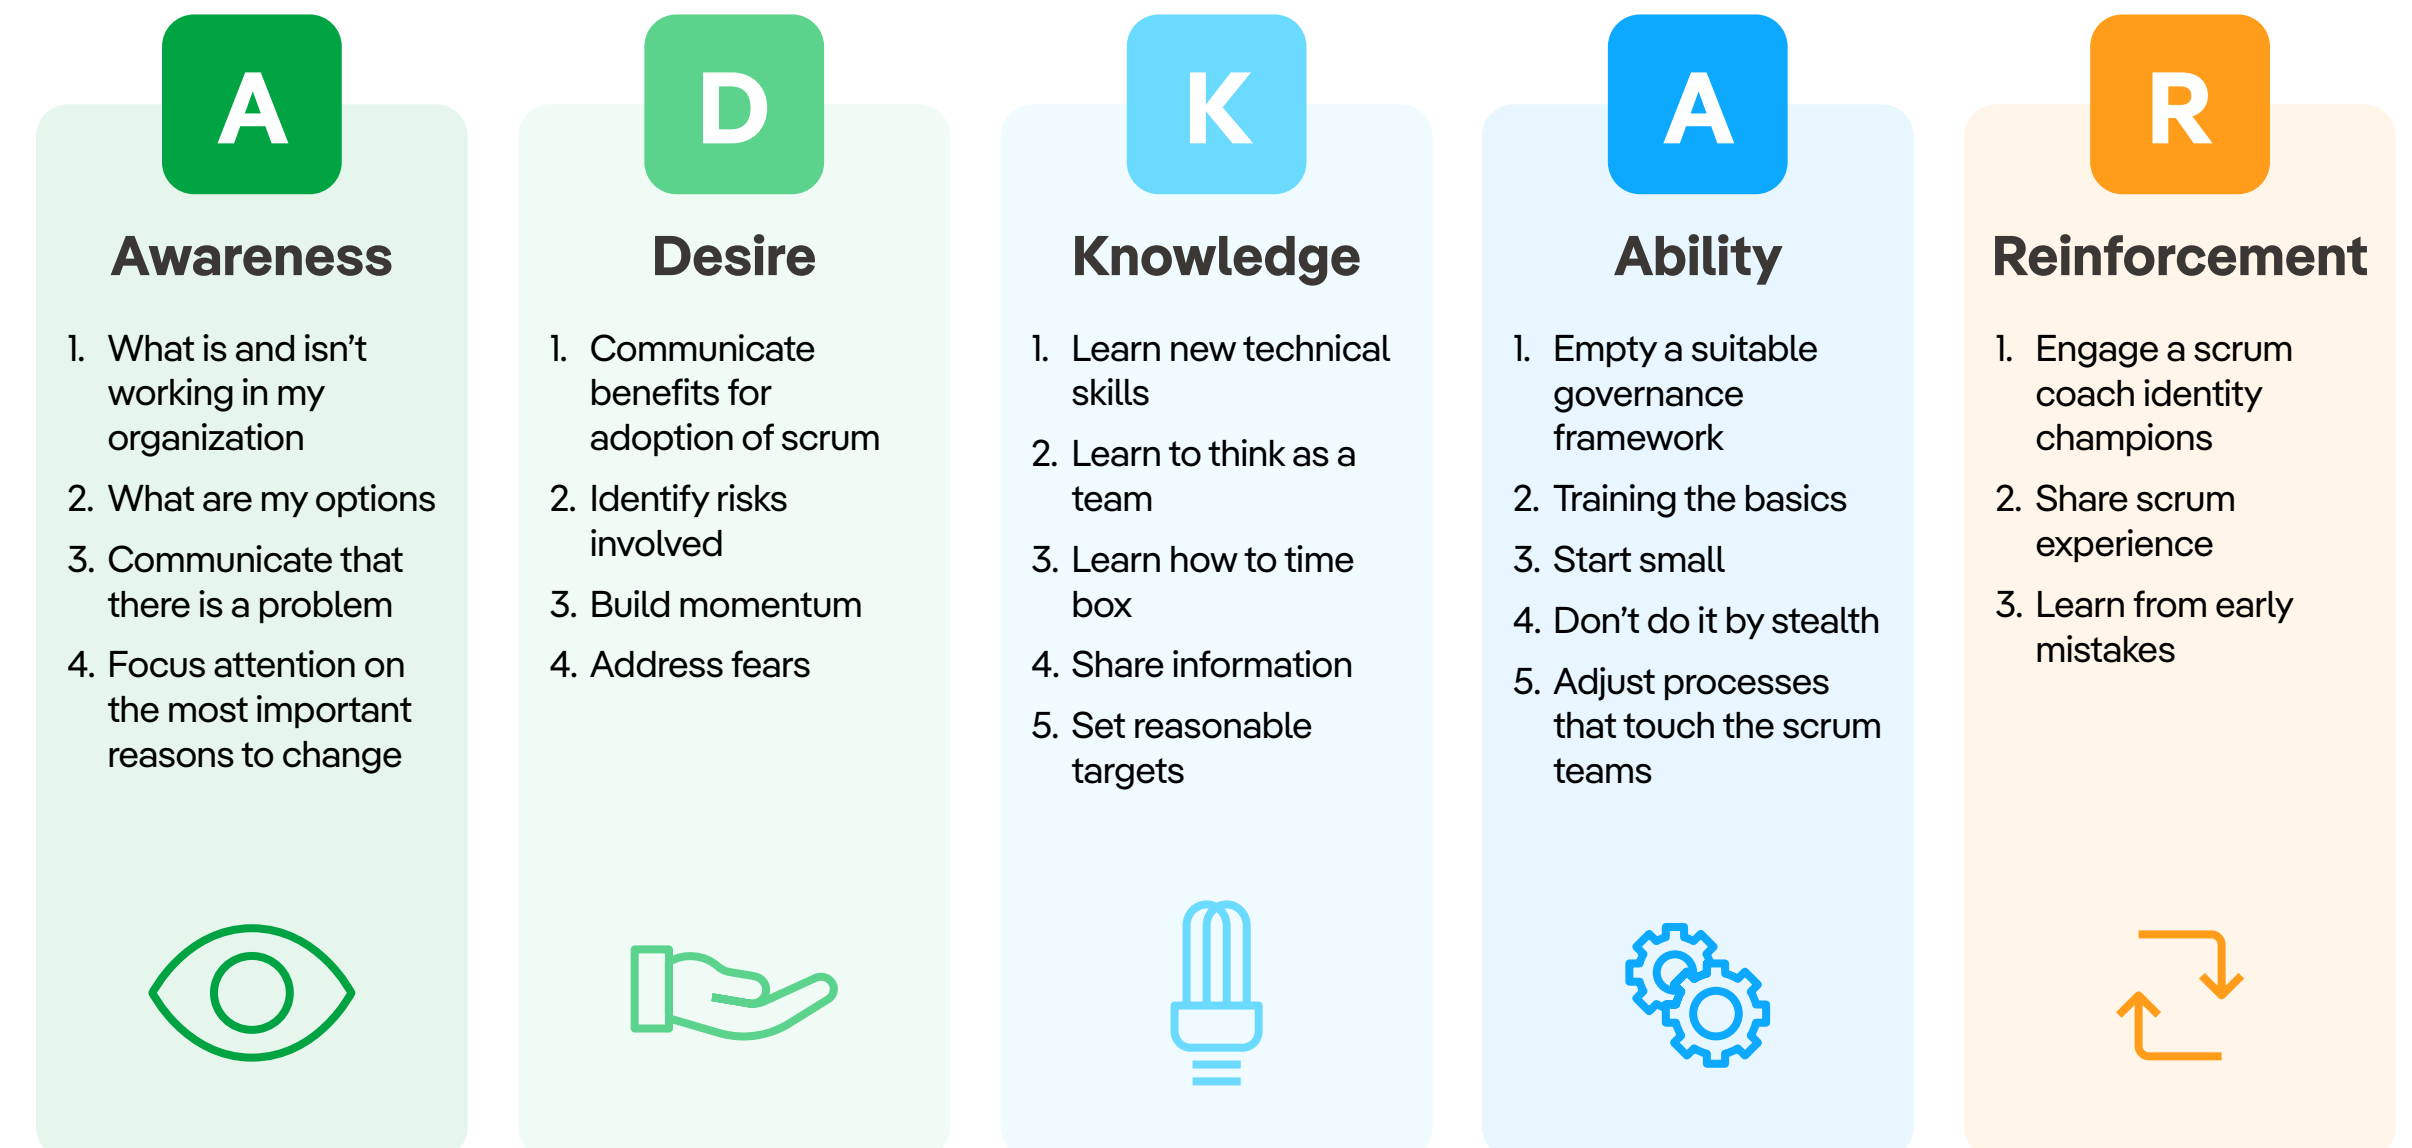 A
Awareness
1. What is and isn’t
working in my
organization
2. What are my options
3. Communicate that
there is a problem
4. Focus attention on
the most important
reasons to change
D
Desire
1. Communicate
benefits for
adoption of scrum
2. Identify risks
involved
3. Build momentum
4. Address fears
K
Knowledge
1. Learn new technical
skills
2. Learn to think as a
team
3. Learn how to time
box
4. Share information
5. Set reasonable
targets
A
Ability
1. Empty a suitable
governance
framework
2. Training the basics
3. Start small
4. Don’t do it by stealth
5. Adjust processes
that touch the scrum
teams
R
Reinforcement
1. Engage a scrum
coach identity
champions
2. Share scrum
experience
3. Learn from early
mistakes